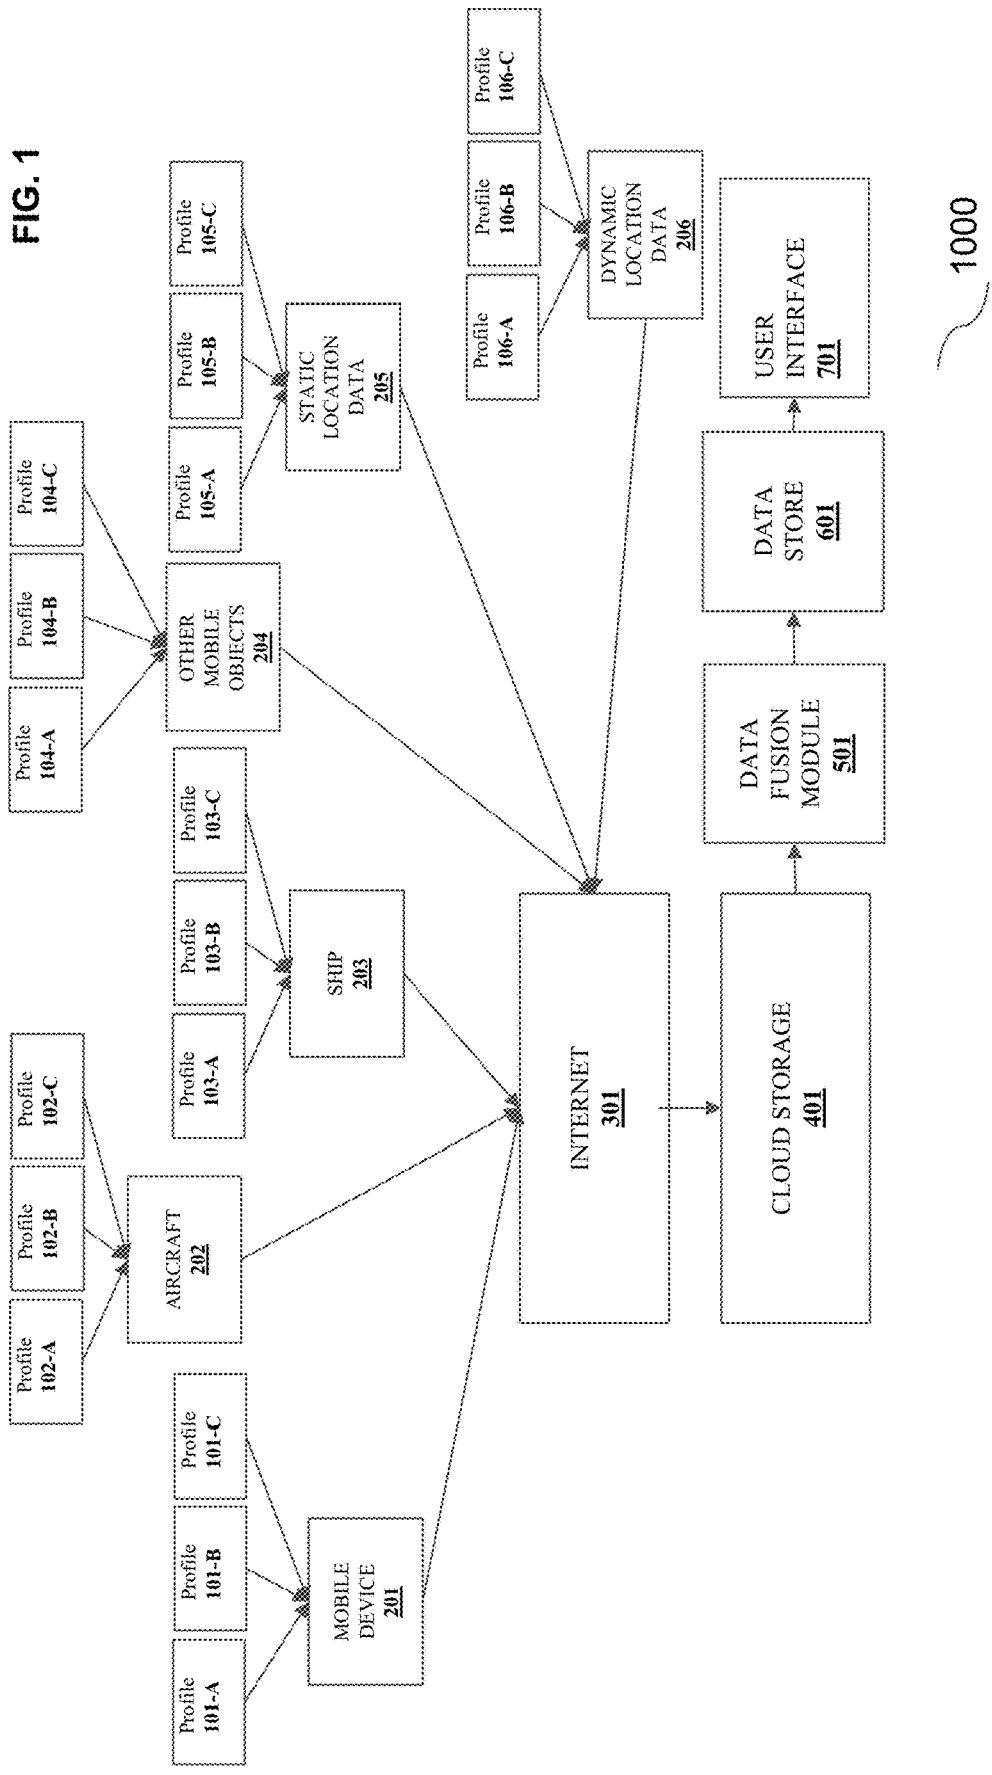 FIG. 1
Profile
102-A
Profile
102-B
Profile
102-C
Profile
104-A
Profile
104-B
Profile
104-C
Profile
101-A
Profile
101-B
Profile
101-C
AIRCRAFT
202
Profile
103-A
Profile
103-B
Profile
103-C
OTHER
MOBILE
OBJECTS
204
Profile
105-A
Profile
105-B
Profile
105-C
MOBILE
DEVICE
201
SHIP
203
STATIC
LOCATION
DATA
205
Profile
106-A
Profile
106-B
Profile
106-C
INTERNET
301
DYNAMIC
LOCATION
DATA
206
CLOUD STORAGE
401
DATA
FUSION
MODULE
501
DATA
STORE
601
USER
INTERFACE
701
1000